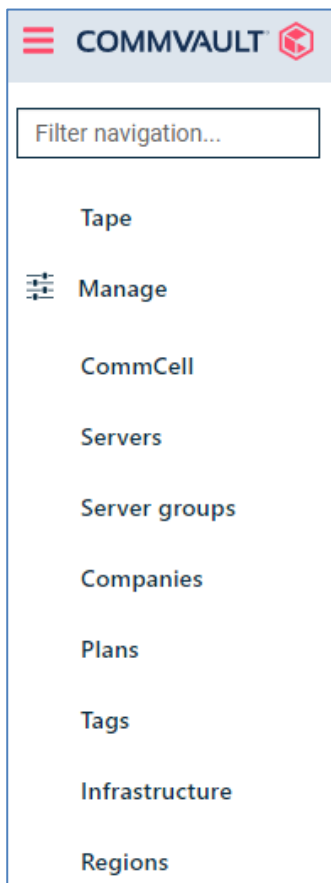 COMMVAULT
Filter navigation...
Tape
Manage
CommCell
Servers
Server groups
Companies
Plans
Tags
Infrastructure
Regions